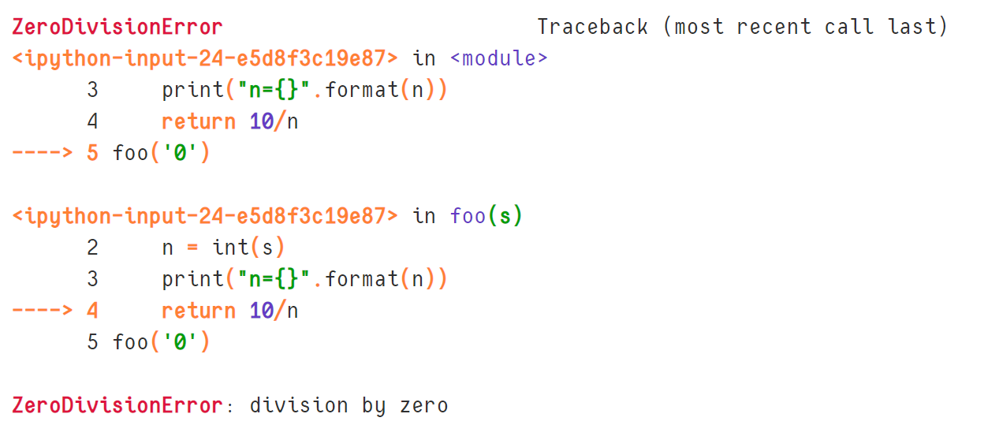 ZeroDivisionError                         Traceback (most recent call last)
<ipython-input-24-e5d8f3c19e87> in <module>
      3     print("n={}".format(n))
      4     return 10/n
----> 5 foo('0')

<ipython-input-24-e5d8f3c19e87> in foo(s)
      2     n = int(s)
      3     print("n={}".format(n))
----> 4     return 10/n
      5 foo('0')

ZeroDivisionError: division by zero